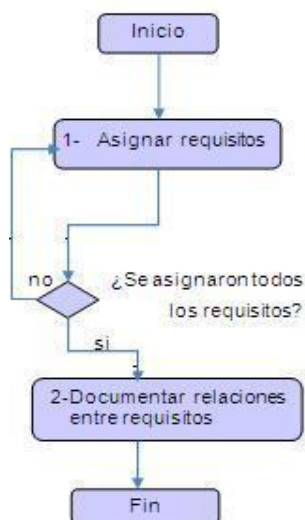 Inicio
1- Asignar requisitos
no
¿Se asignaron todos
los requisitos?
si
2-Documentar relaciones
entre requisitos
Fin